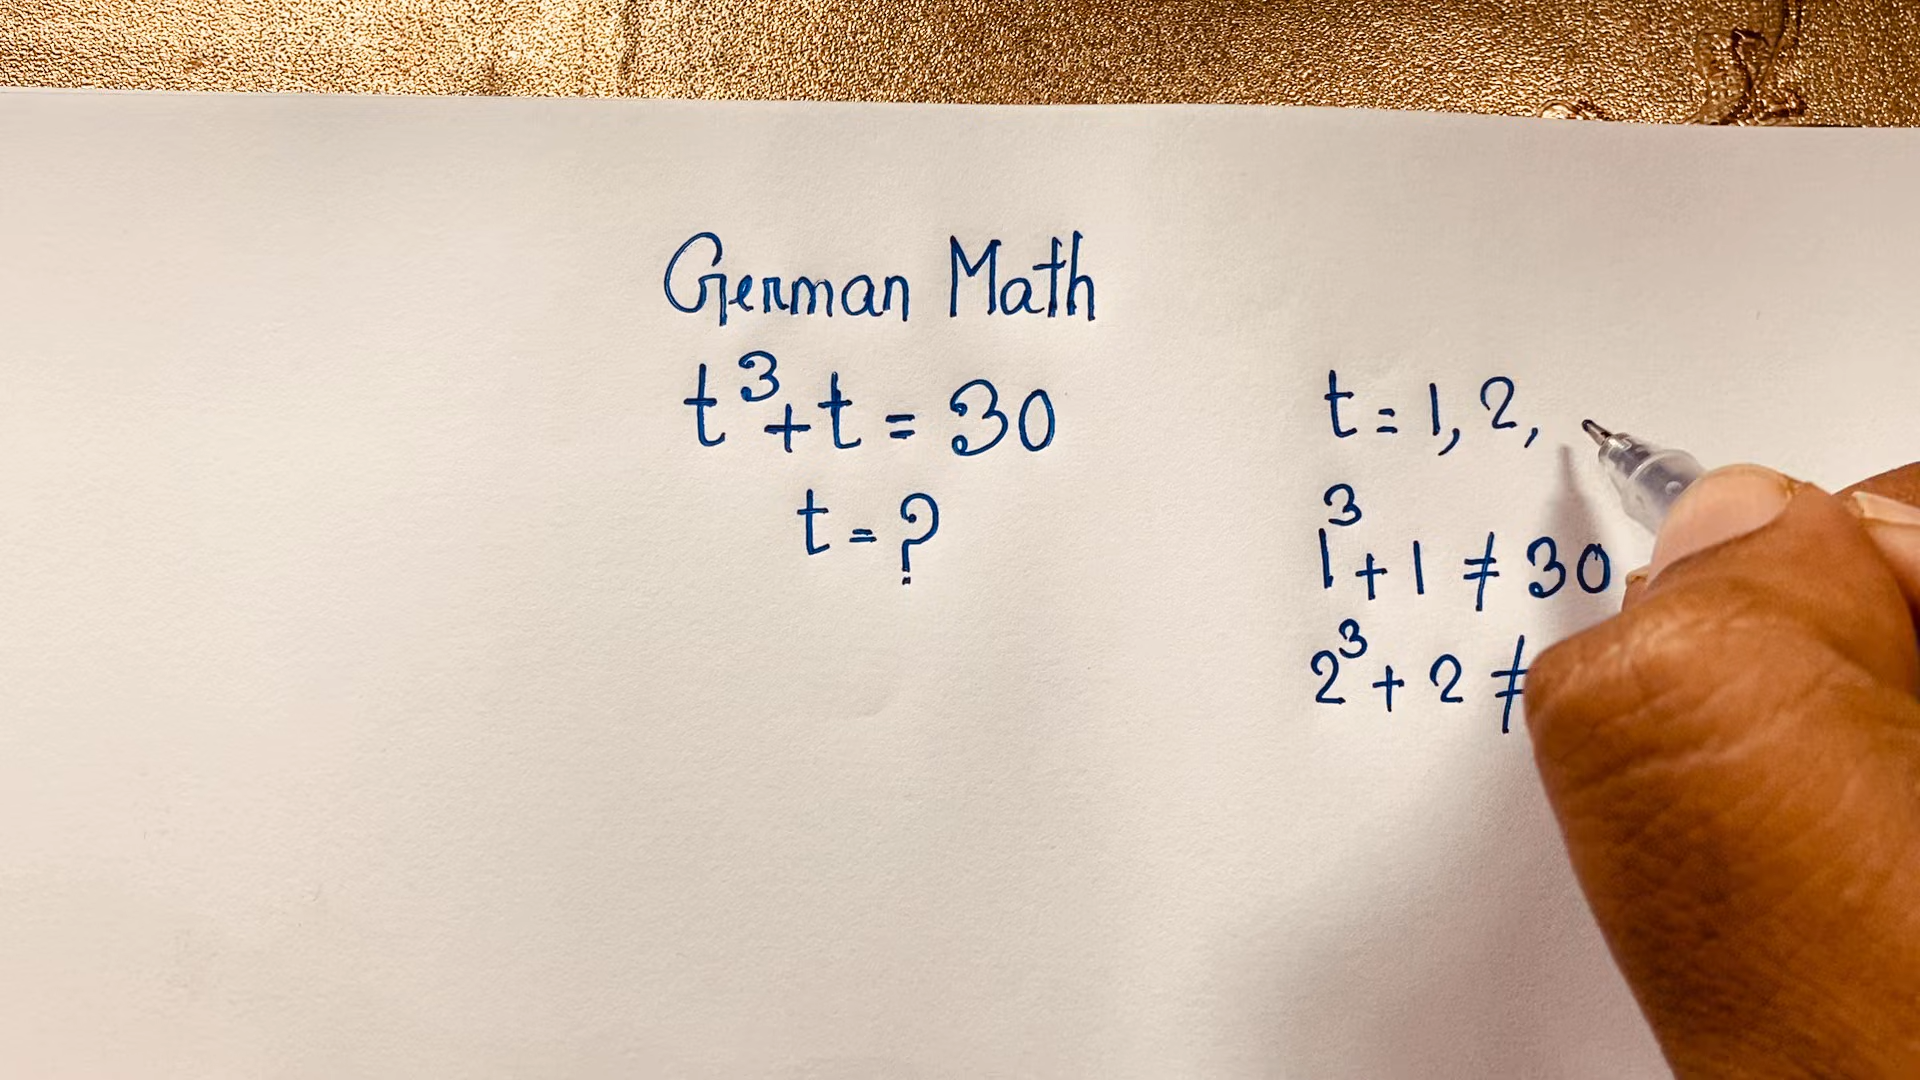 German Math
t³+t = 30
t = ?
t = 1, 2,
1³+1 ≠ 30
2³+2 ≠